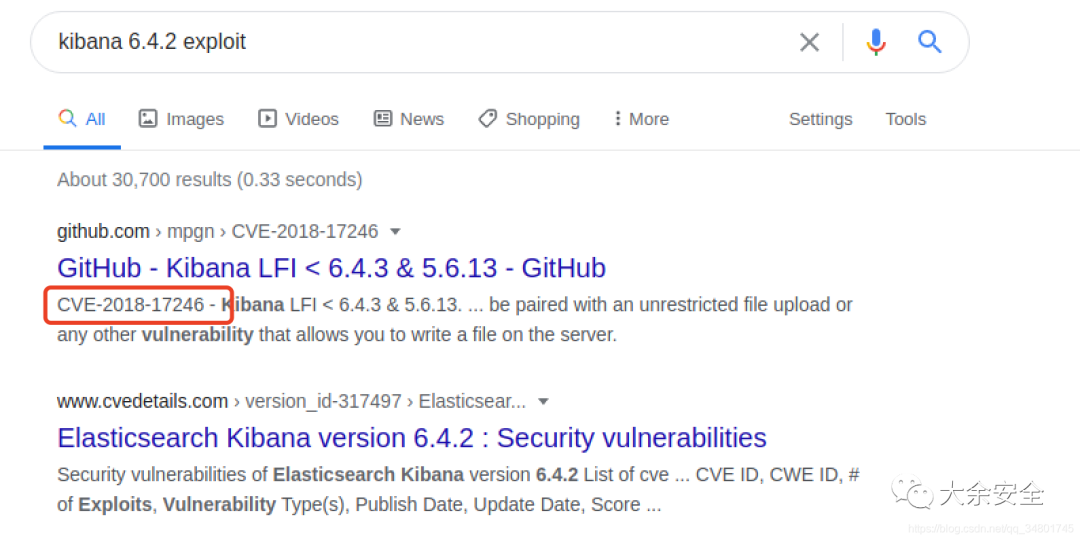 kibana 6.4.2 exploit
All Images Videos News Shopping More Settings Tools
About 30,700 results (0.33 seconds)
github.com › mpgn › CVE-2018-17246
GitHub - Kibana LFI < 6.4.3 & 5.6.13 - GitHub
CVE-2018-17246 - Kibana LFI < 6.4.3 & 5.6.13. ... be paired with an unrestricted file upload or
any other vulnerability that allows you to write a file on the server.
www.cvedetails.com › version_id-317497 › Elasticsear...
Elasticsearch Kibana version 6.4.2 : Security vulnerabilities
Security vulnerabilities of Elasticsearch Kibana version 6.4.2 List of cve ... CVE ID, CWE ID, #
of Exploits, Vulnerability Type(s), Publish Date, Update Date, Score ...
大余安全
https://blog.csdn.net/qq_34801745